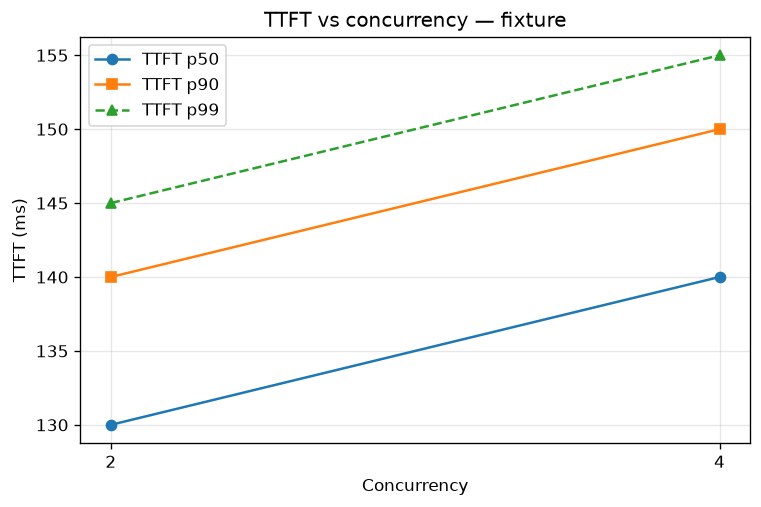 TTFT vs concurrency — fixture
TTFT p50
TTFT p90
TTFT p99
TTFT (ms)
155
150
145
140
135
130
2
4
Concurrency